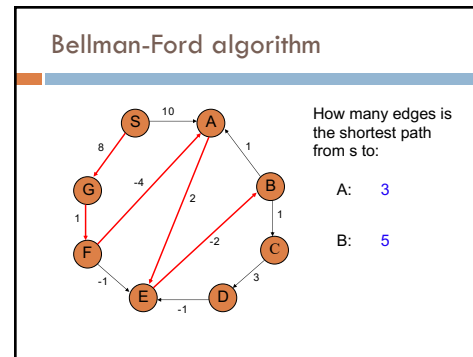 Bellman-Ford algorithm
10
S
A
8
1
-4
G
B
2
1
1
-2
F
C
-1
3
E
D
-1
How many edges is
the shortest path
from s to:
A: 3
B: 5